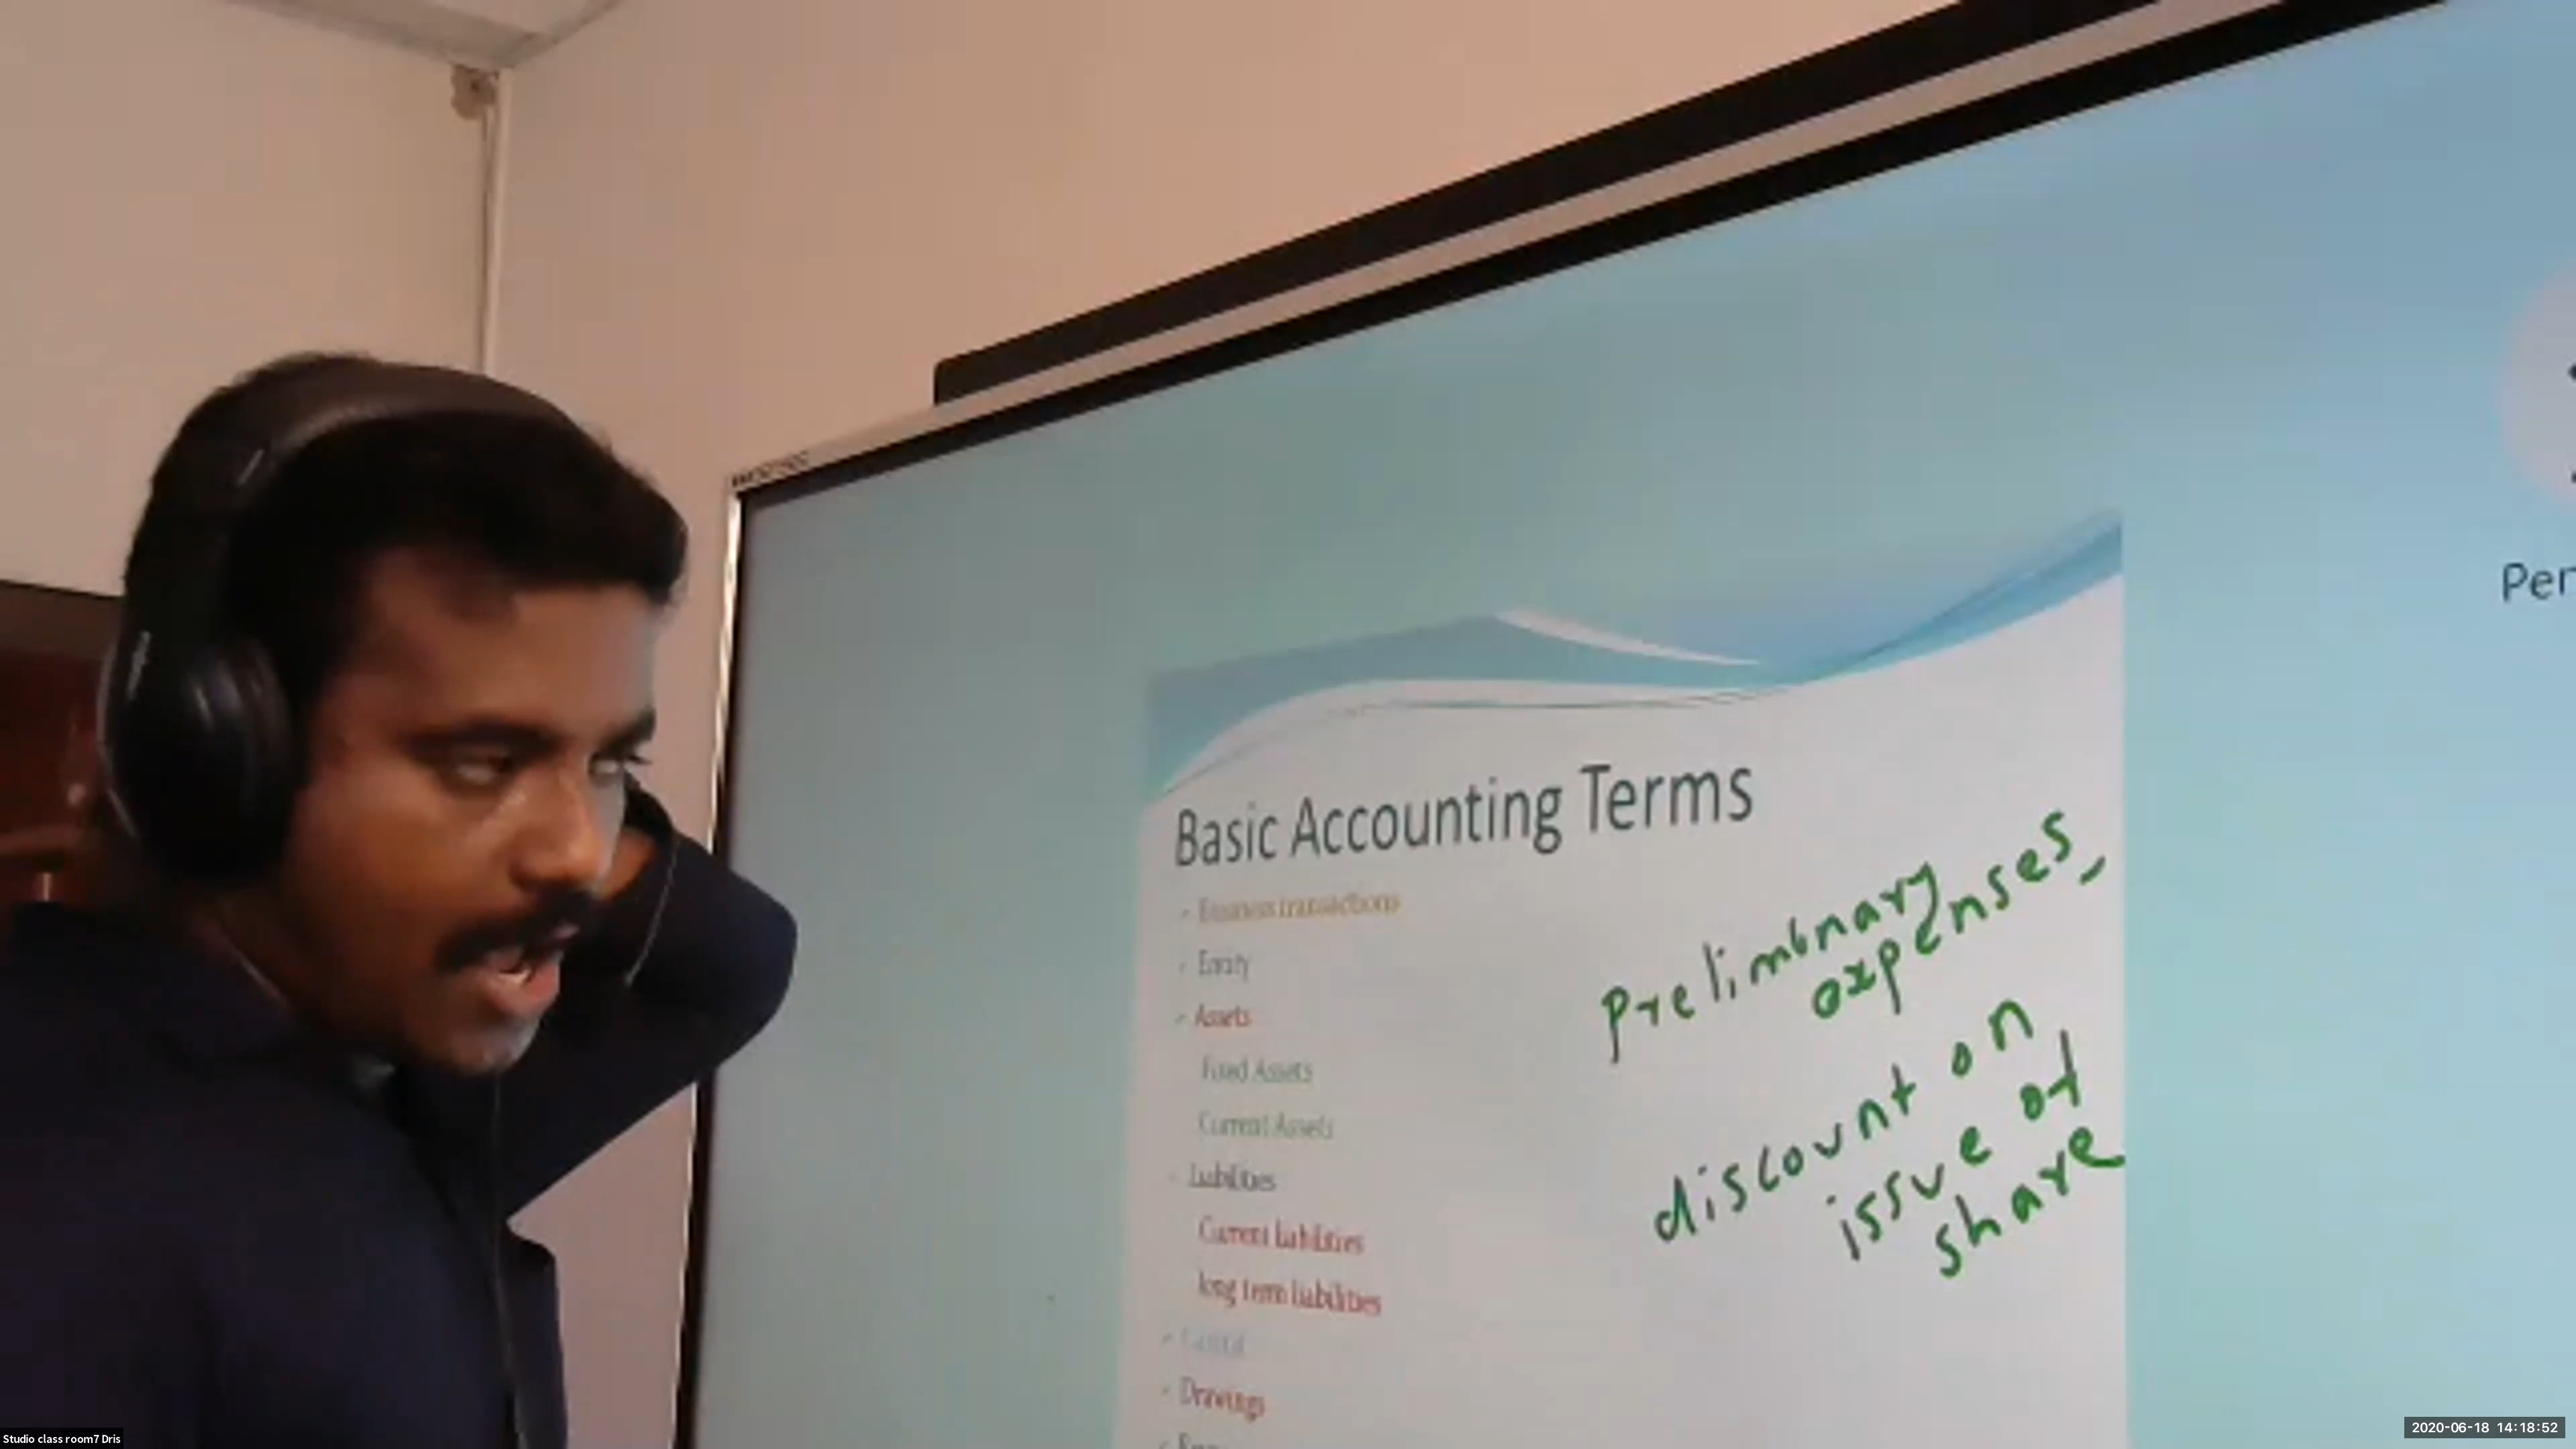 Basic Accounting Terms
Business transactions
Entity
Assets
Fixed Assets
Current Assets
Liabilities
Current liabilities
long term liabilities
Capital
Drawings
preliminary
expenses
discount on
issue of
share
Studio class room7 Dris
2020-06-18 14:18:52